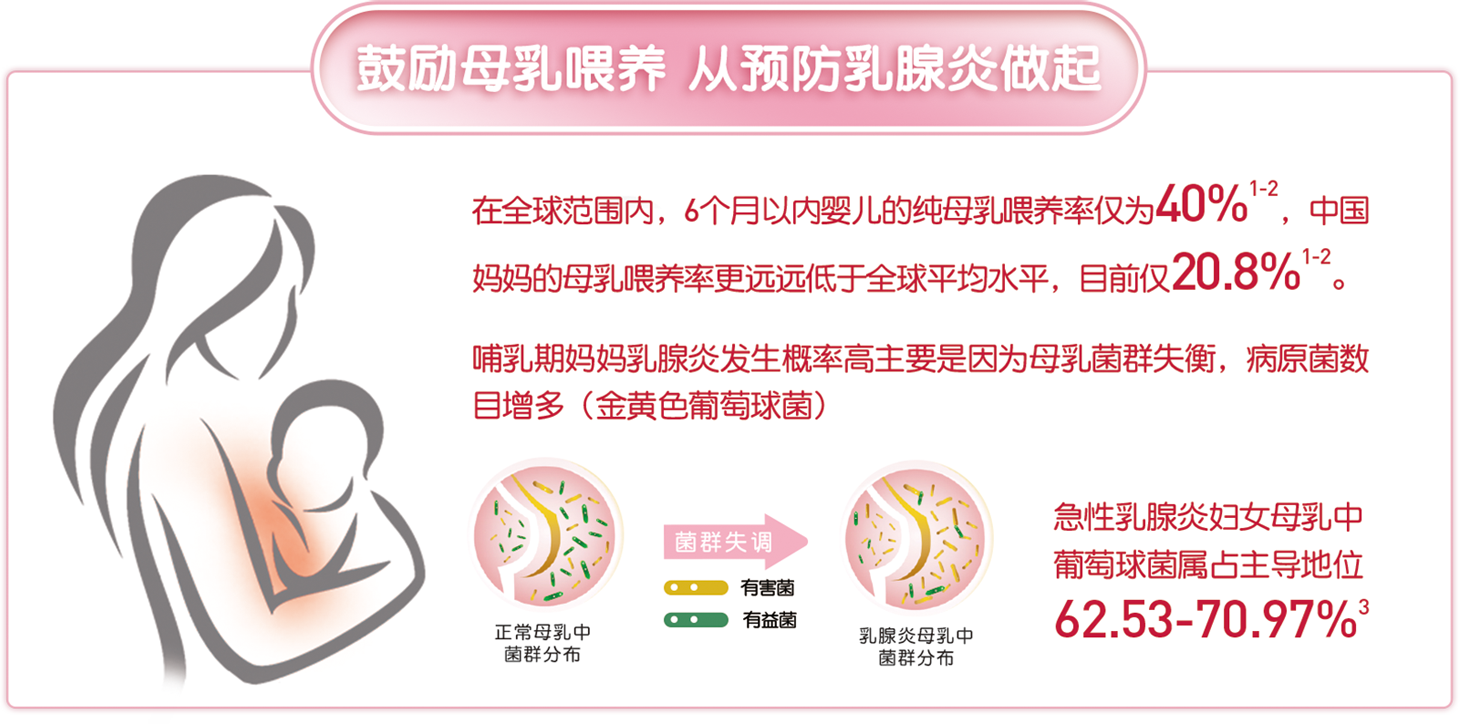 鼓励母乳喂养 从预防乳腺炎做起
在全球范围内，6个月以内婴儿的纯母乳喂养率仅为40%1-2，中国
妈妈的母乳喂养率更远远低于全球平均水平，目前仅20.8%1-2。
哺乳期妈妈乳腺炎发生概率高主要是因为母乳菌群失衡，病原菌数
目增多（金黄色葡萄球菌）
菌群失调
有害菌
有益菌
正常母乳中
菌群分布
乳腺炎母乳中
菌群分布
急性乳腺炎妇女母乳中
葡萄球菌属占主导地位
62.53-70.97%3